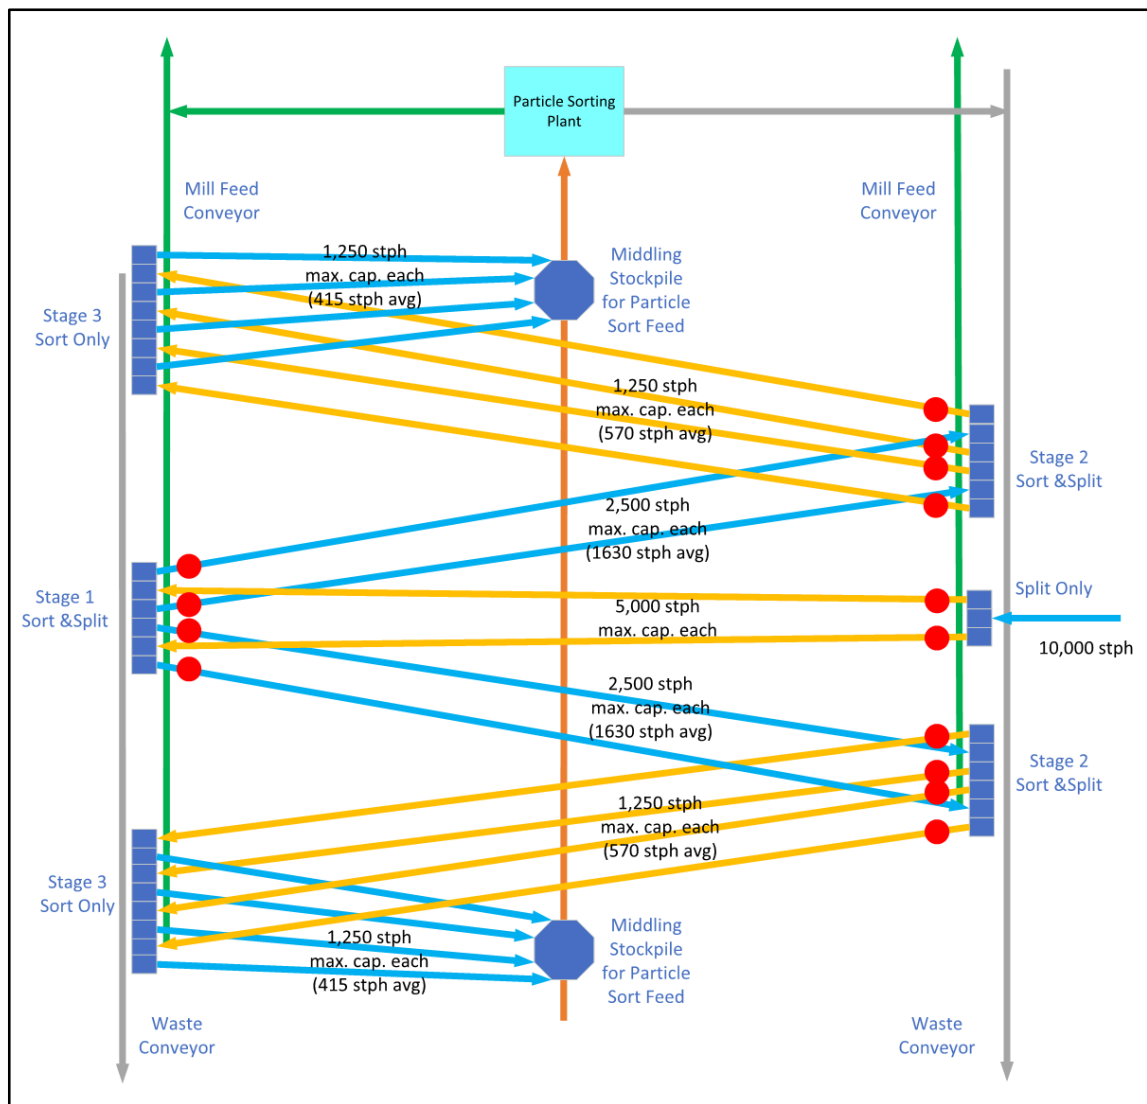 Particle Sorting
Plant
Mill Feed
Conveyor
Mill Feed
Conveyor
1,250 stph
max. cap. each
(415 stph avg)
Middling
Stockpile
for Particle
Sort Feed
Stage 3
Sort Only
1,250 stph
max. cap. each
(570 stph avg)
Stage 2
Sort &Split
2,500 stph
max. cap. each
(1630 stph avg)
Stage 1
Sort &Split
Split Only
5,000 stph
max. cap. each
10,000 stph
2,500 stph
max. cap. each
(1630 stph avg)
Stage 2
Sort &Split
1,250 stph
max. cap. each
(570 stph avg)
Stage 3
Sort Only
1,250 stph
max. cap. each
(415 stph avg)
Middling
Stockpile
for Particle
Sort Feed
Waste
Conveyor
Waste
Conveyor